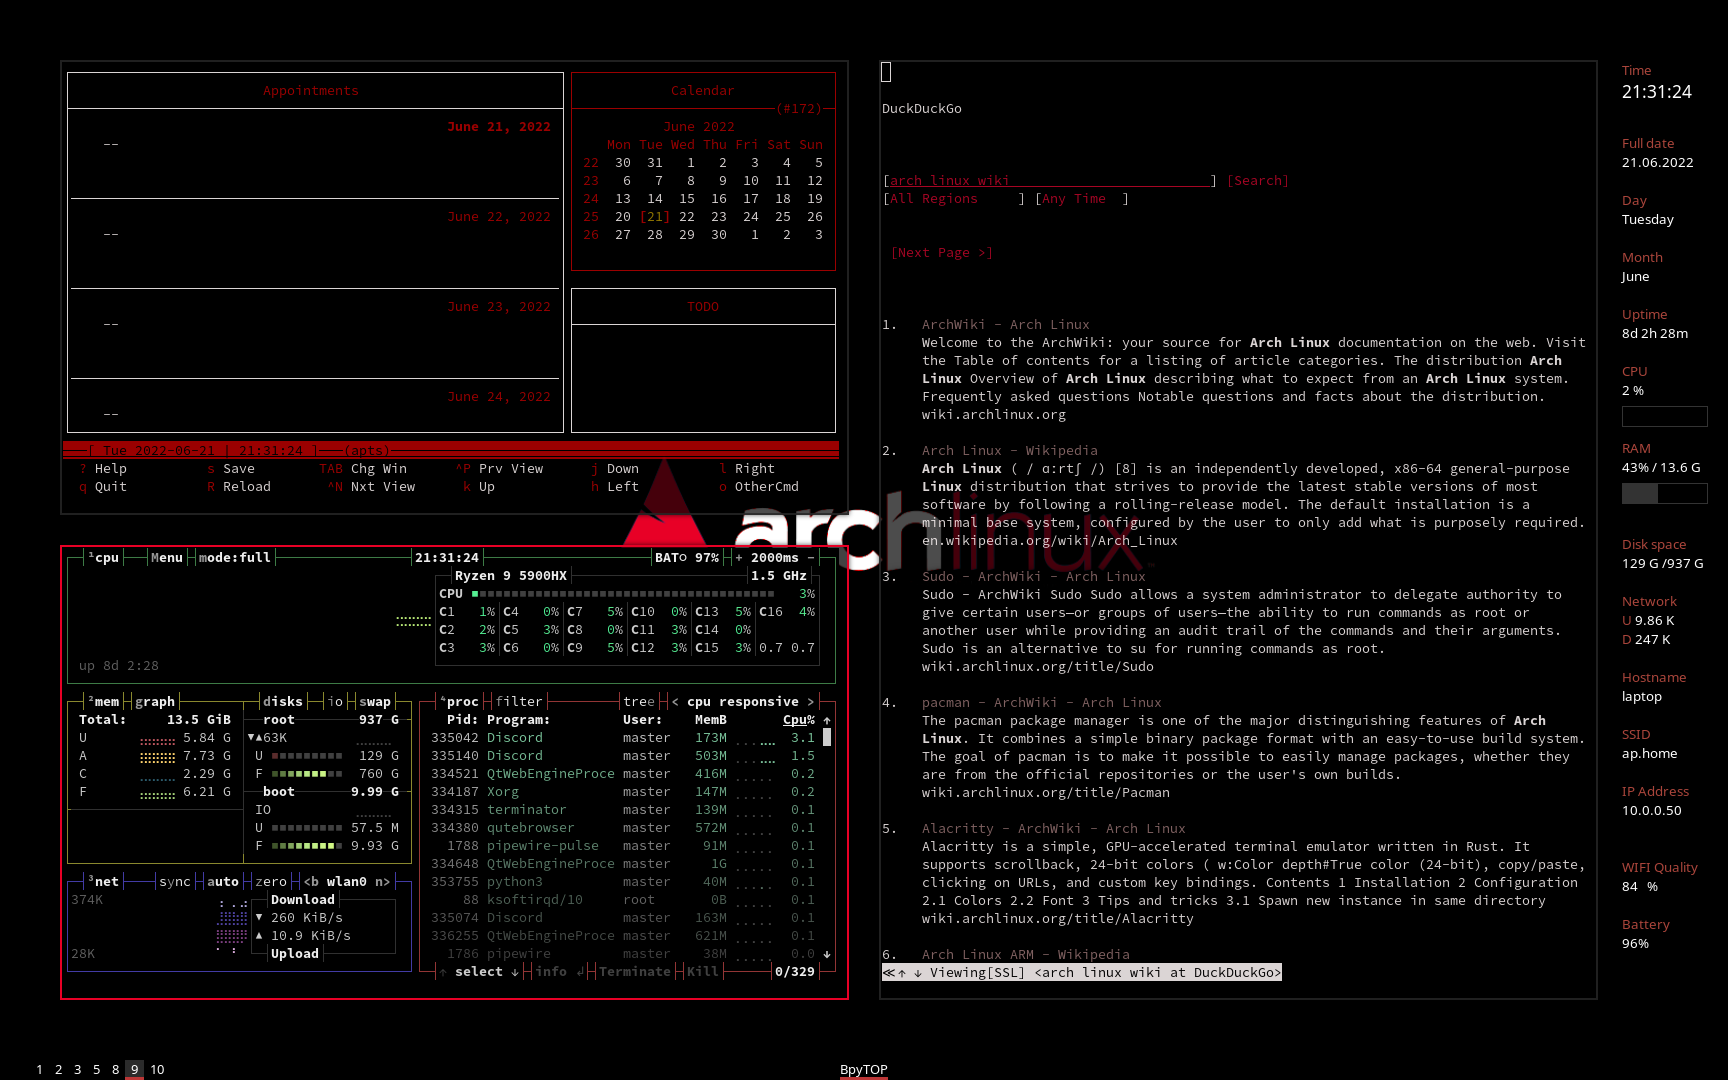 Appointments
June 21, 2022
--
June 22, 2022
--
June 23, 2022
--
June 24, 2022
--
Calendar
(#172)
June 2022
Mon Tue Wed Thu Fri Sat Sun
22 30 31 1 2 3 4 5
23 6 7 8 9 10 11 12
24 13 14 15 16 17 18 19
25 20 [21] 22 23 24 25 26
26 27 28 29 30 1 2 3
TODO
[ Tue 2022-06-21 | 21:31:24 ] (apts)
? Help s Save TAB Chg Win ^P Prv View j Down l Right
q Quit R Reload ^N Nxt View k Up h Left o OtherCmd
archlinux
¹cpu Menu mode:full 21:31:24 BAT○ 97% + 2000ms -
Ryzen 9 5900HX 1.5 GHz
CPU 3%
C1 1% C4 0% C7 5% C10 0% C13 5% C16 4%
C2 2% C5 3% C8 0% C11 3% C14 0%
C3 3% C6 0% C9 5% C12 3% C15 3% 0.7 0.7
up 8d 2:28
²mem graph disks io swap
Total: 13.5 GiB
U 5.84 G
A 7.73 G
C 2.29 G
F 6.21 G
root 937 G
▼▲63K
U 129 G
F 760 G
boot 9.99 G
IO
U 57.5 M
F 9.93 G
³net sync auto zero <b wlan0 n>
374K
28K
Download
▼ 260 KiB/s
▲ 10.9 KiB/s
Upload
⁴proc filter tree < cpu responsive >
Pid: Program: User: MemB Cpu% ↑
335042 Discord master 173M 3.1
335140 Discord master 503M 1.5
334521 QtWebEngineProce master 416M 0.2
334187 Xorg master 147M 0.2
334315 terminator master 139M 0.1
334380 qutebrowser master 572M 0.1
1788 pipewire-pulse master 91M 0.1
334648 QtWebEngineProce master 1G 0.1
353755 python3 master 40M 0.1
88 ksoftirqd/10 root 0B 0.1
335074 Discord master 163M 0.1
336255 QtWebEngineProce master 621M 0.1
1786 pipewire master 38M 0.0 ↓
↑ select ↓ info ↲ Terminate Kill 0/329
DuckDuckGo
[arch linux wiki] [Search]
[All Regions ] [Any Time ]
[Next Page >]
1. ArchWiki - Arch Linux
Welcome to the ArchWiki: your source for Arch Linux documentation on the web. Visit
the Table of contents for a listing of article categories. The distribution Arch
Linux Overview of Arch Linux describing what to expect from an Arch Linux system.
Frequently asked questions Notable questions and facts about the distribution.
wiki.archlinux.org
2. Arch Linux - Wikipedia
Arch Linux ( / ɑːrtʃ /) [8] is an independently developed, x86-64 general-purpose
Linux distribution that strives to provide the latest stable versions of most
software by following a rolling-release model. The default installation is a
minimal base system, configured by the user to only add what is purposely required.
en.wikipedia.org/wiki/Arch_Linux
3. Sudo - ArchWiki - Arch Linux
Sudo - ArchWiki Sudo Sudo allows a system administrator to delegate authority to
give certain users—or groups of users—the ability to run commands as root or
another user while providing an audit trail of the commands and their arguments.
Sudo is an alternative to su for running commands as root.
wiki.archlinux.org/title/Sudo
4. pacman - ArchWiki - Arch Linux
The pacman package manager is one of the major distinguishing features of Arch
Linux. It combines a simple binary package format with an easy-to-use build system.
The goal of pacman is to make it possible to easily manage packages, whether they
are from the official repositories or the user's own builds.
wiki.archlinux.org/title/Pacman
5. Alacritty - ArchWiki - Arch Linux
Alacritty is a simple, GPU-accelerated terminal emulator written in Rust. It
supports scrollback, 24-bit colors ( w:Color depth#True color (24-bit), copy/paste,
clicking on URLs, and custom key bindings. Contents 1 Installation 2 Configuration
2.1 Colors 2.2 Font 3 Tips and tricks 3.1 Spawn new instance in same directory
wiki.archlinux.org/title/Alacritty
6. Arch Linux ARM - Wikipedia
≪↑ ↓ Viewing[SSL] <arch linux wiki at DuckDuckGo>
Time
21:31:24
Full date
21.06.2022
Day
Tuesday
Month
June
Uptime
8d 2h 28m
CPU
2 %
RAM
43% / 13.6 G
Disk space
129 G /937 G
Network
U 9.86 K
D 247 K
Hostname
laptop
SSID
ap.home
IP Address
10.0.0.50
WIFI Quality
84 %
Battery
96%
1 2 3 5 8 9 10
BpyTOP